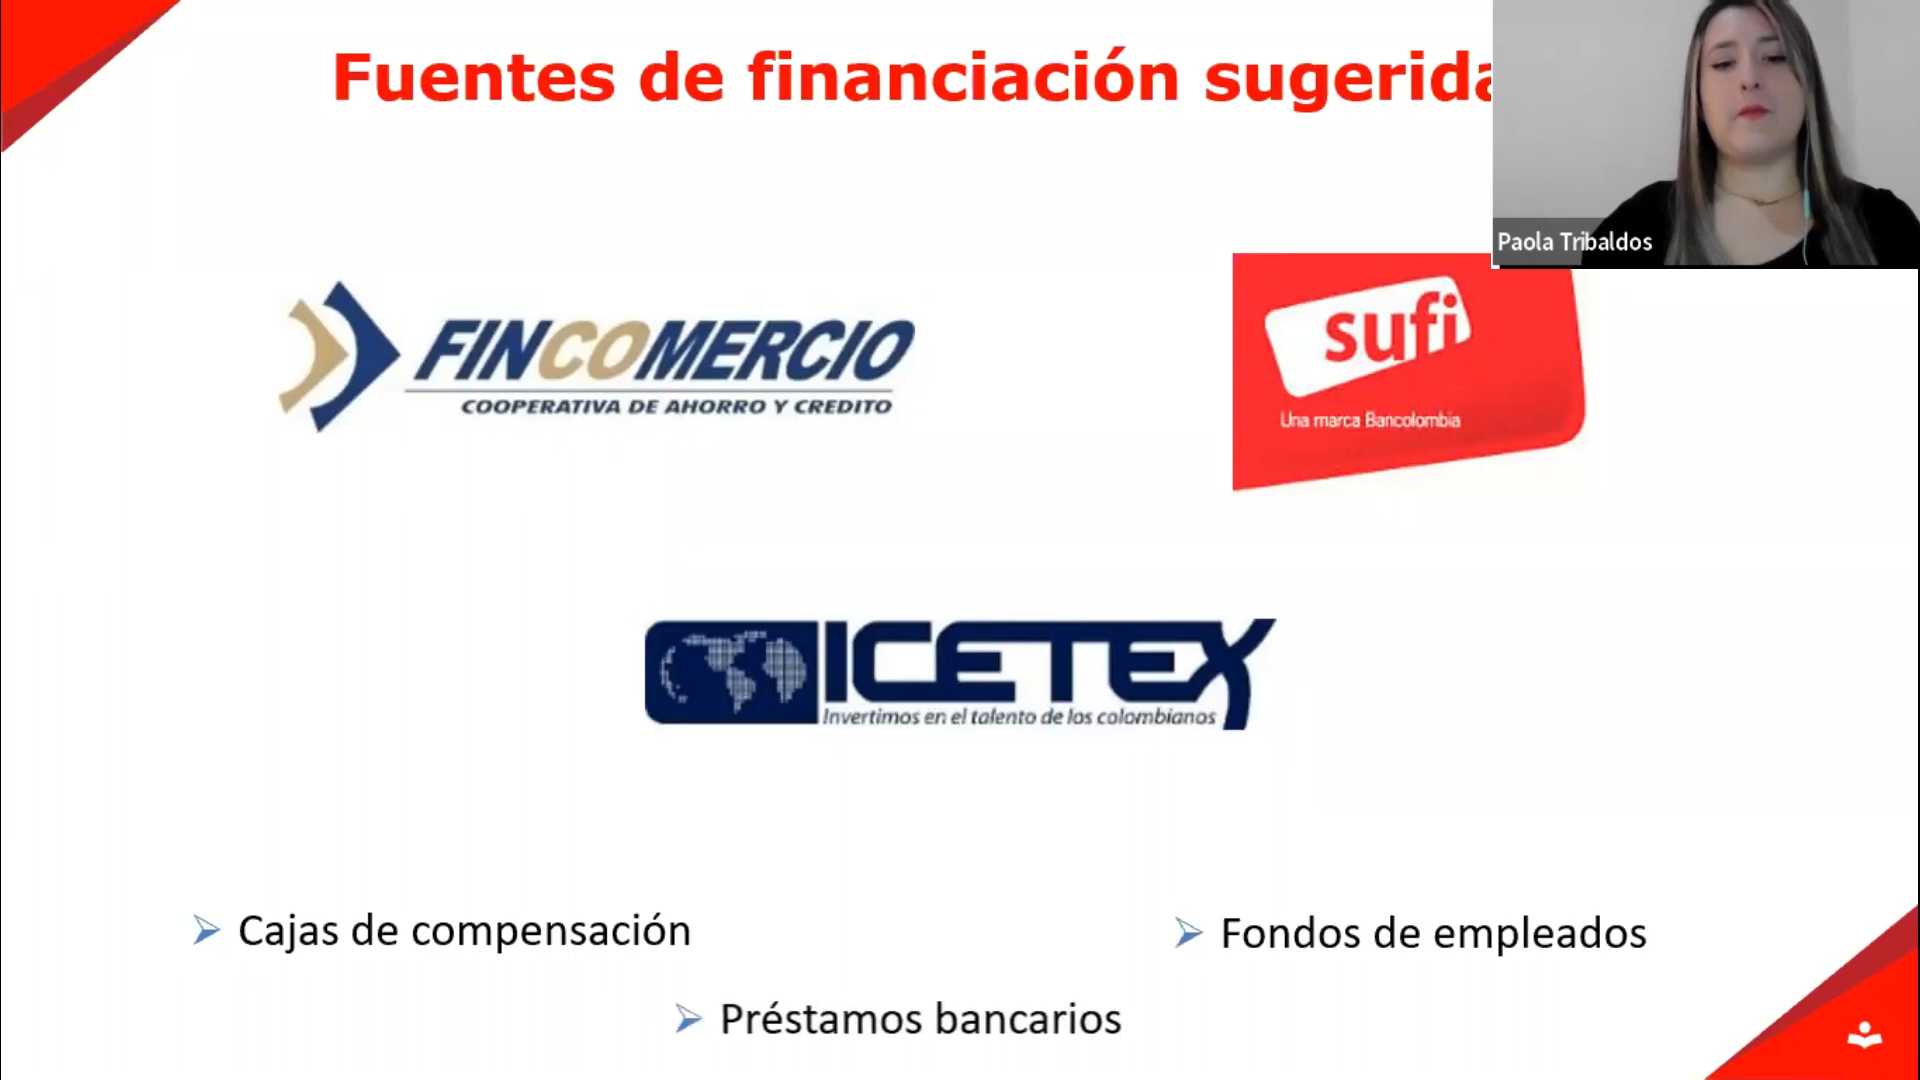 Fuentes de financiación sugerida
Paola Tribaldos
FINCOMERCIO
COOPERATIVA DE AHORRO Y CREDITO
sufi
Una marca Bancolombia
ICETEX
Invertimos en el talento de los colombianos
Cajas de compensación
Fondos de empleados
Préstamos bancarios